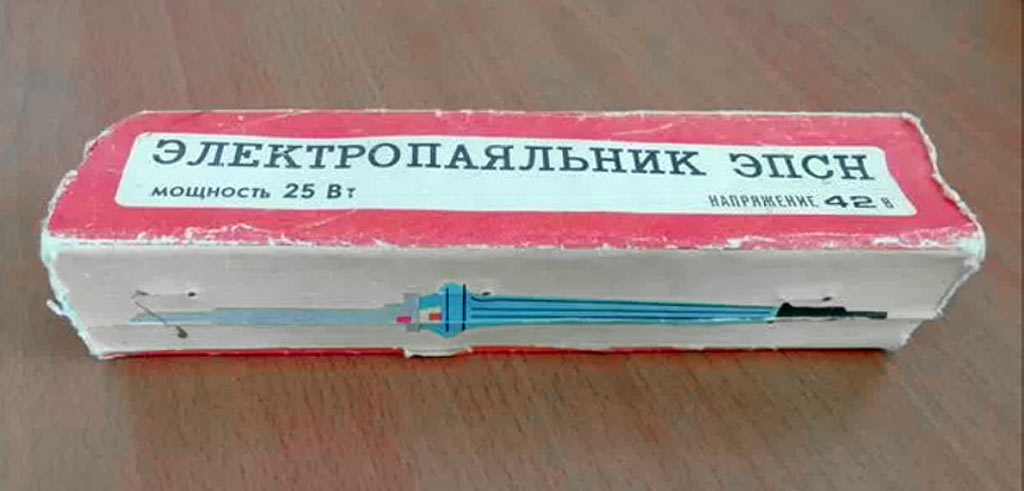 ЭЛЕКТРОПАЯЛЬНИК ЭПСН
МОЩНОСТЬ 25 Вт НАПРЯЖЕНИЕ 42 В